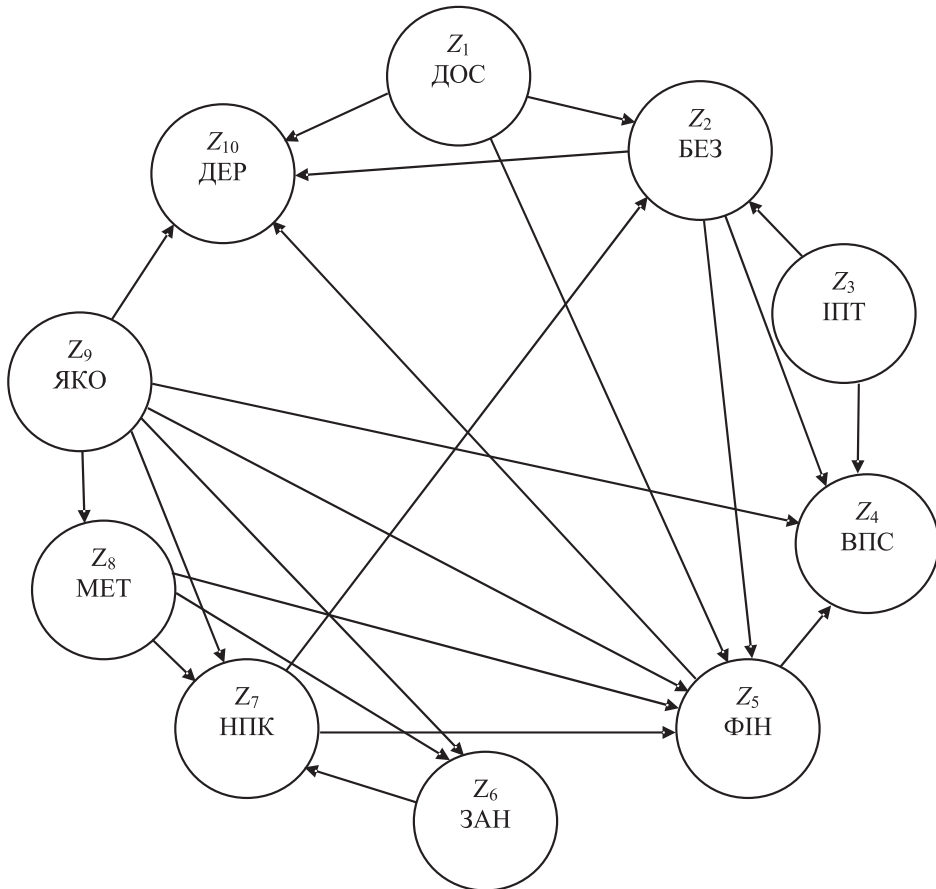 Z1
ДОС
Z2
БЕЗ
Z3
ІПТ
Z4
ВПС
Z5
ФІН
Z6
ЗАН
Z7
НПК
Z8
МЕТ
Z9
ЯКО
Z10
ДЕР